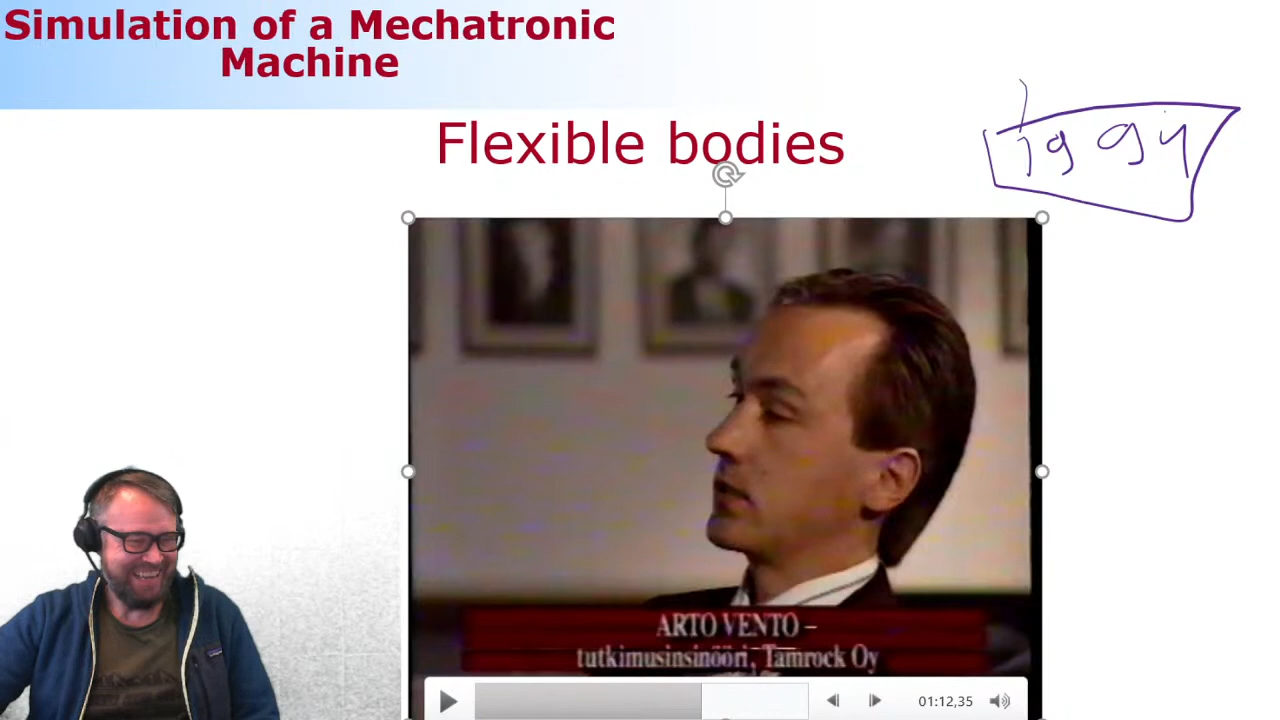 Simulation of a Mechatronic
Machine
Flexible bodies
1994
ARTO VENTO –
tutkimusinsinööri, Tamrock Oy
01:12,35